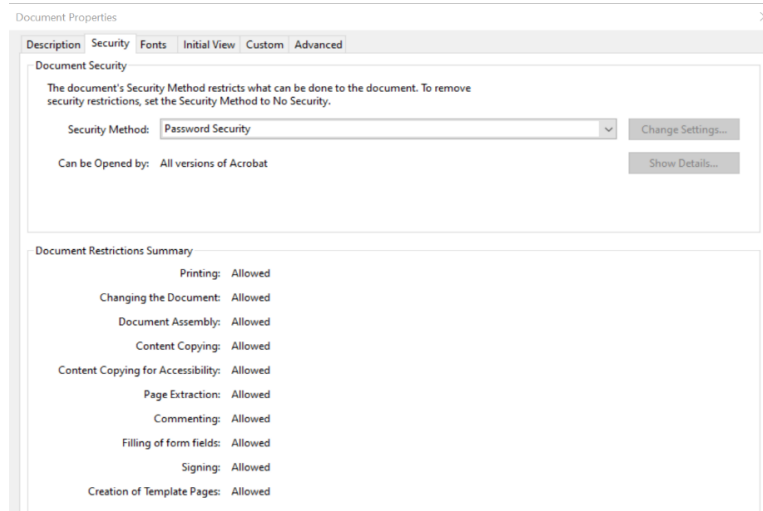 Document Properties
Description Security Fonts Initial View Custom Advanced
Document Security
The document's Security Method restricts what can be done to the document. To remove
security restrictions, set the Security Method to No Security.
Security Method: Password Security Change Settings...
Can be Opened by: All versions of Acrobat Show Details...
Document Restrictions Summary
Printing: Allowed
Changing the Document: Allowed
Document Assembly: Allowed
Content Copying: Allowed
Content Copying for Accessibility: Allowed
Page Extraction: Allowed
Commenting: Allowed
Filling of form fields: Allowed
Signing: Allowed
Creation of Template Pages: Allowed